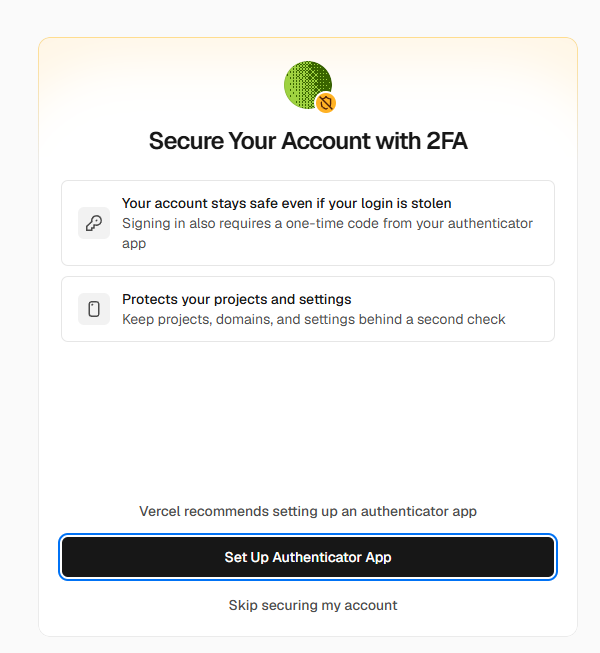 Secure Your Account with 2FA
Your account stays safe even if your login is stolen
Signing in also requires a one-time code from your authenticator
app
Protects your projects and settings
Keep projects, domains, and settings behind a second check
Vercel recommends setting up an authenticator app
Set Up Authenticator App
Skip securing my account